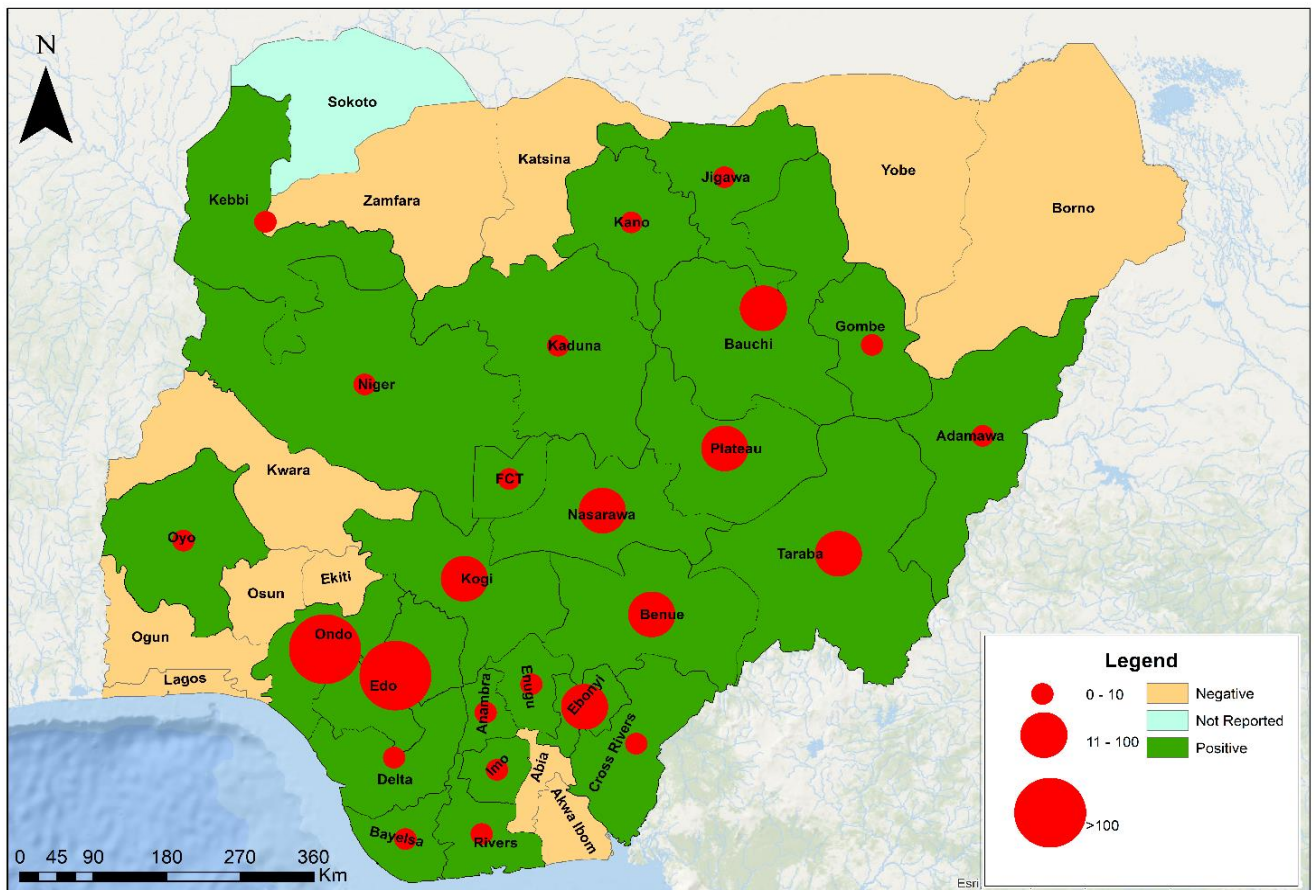 N
Sokoto
Katsina
Jigawa
Yobe
Kebbi
Zamfara
Borno
Kano
Gombe
Bauchi
Kaduna
Niger
Adamawa
Plateau
Kwara
FCT
Nasarawa
Oyo
Taraba
Kogi
Ekiti
Osun
Benue
Ondo
Ogun
Lagos
Edo
Anambra
Enugu
Ebonyi
Cross Rivers
Abia
Imo
Delta
Akwa Ibom
Bayelsa
Rivers
Legend
0 - 10
Negative
Not Reported
11 - 100
Positive
>100
0 45 90 180 270 360
Km
Esri